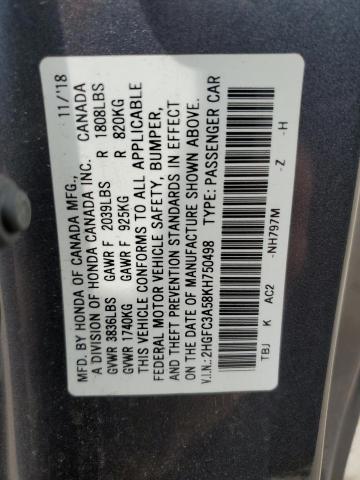 MFD. BY HONDA OF CANADA MFG., 11/'18
A DIVISION OF HONDA CANADA INC. CANADA
GVWR 3836LBS GAWR F 2039LBS R 1808LBS
GVWR 1740KG GAWR F 925KG R 820KG
THIS VEHICLE CONFORMS TO ALL APPLICABLE
FEDERAL MOTOR VEHICLE SAFETY, BUMPER,
AND THEFT PREVENTION STANDARDS IN EFFECT
ON THE DATE OF MANUFACTURE SHOWN ABOVE.
V.I.N.: 2HGFC3A58KH750498 TYPE: PASSENGER CAR
-NH797M -Z -H
TBJ K AC2